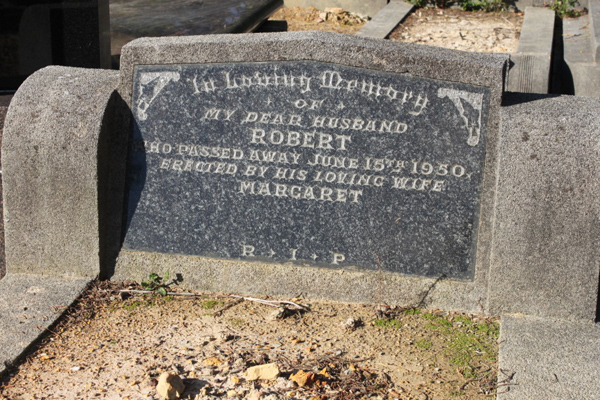 In Loving Memory
OF
MY DEAR HUSBAND
ROBERT
WHO PASSED AWAY JUNE 15TH 1950,
ERECTED BY HIS LOVING WIFE
MARGARET
R · I · P